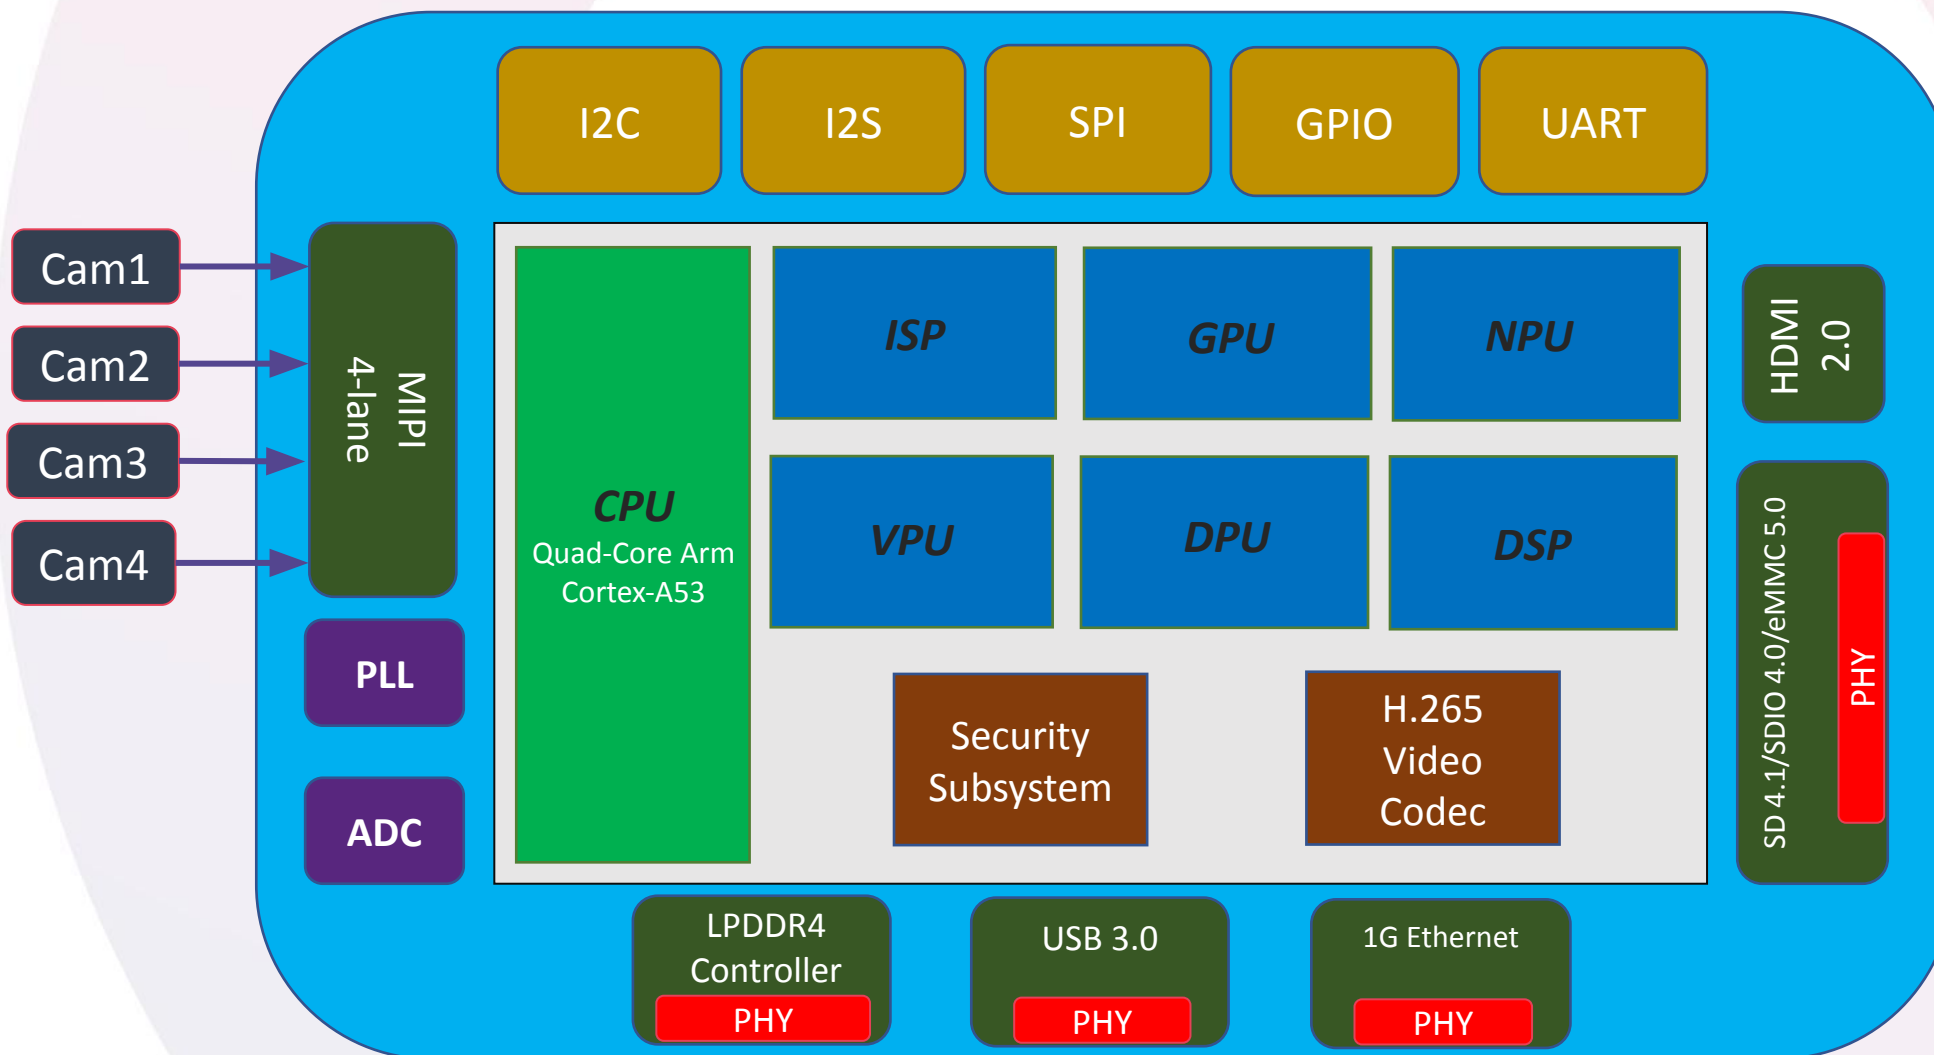 I2C
I2S
SPI
GPIO
UART
Cam1
Cam2
Cam3
Cam4
MIPI
4-lane
PLL
ADC
CPU
Quad-Core Arm
Cortex-A53
ISP
GPU
NPU
VPU
DPU
DSP
Security
Subsystem
H.265
Video
Codec
HDMI
2.0
SD 4.1/SDIO 4.0/eMMC 5.0
PHY
LPDDR4
Controller
PHY
USB 3.0
PHY
1G Ethernet
PHY